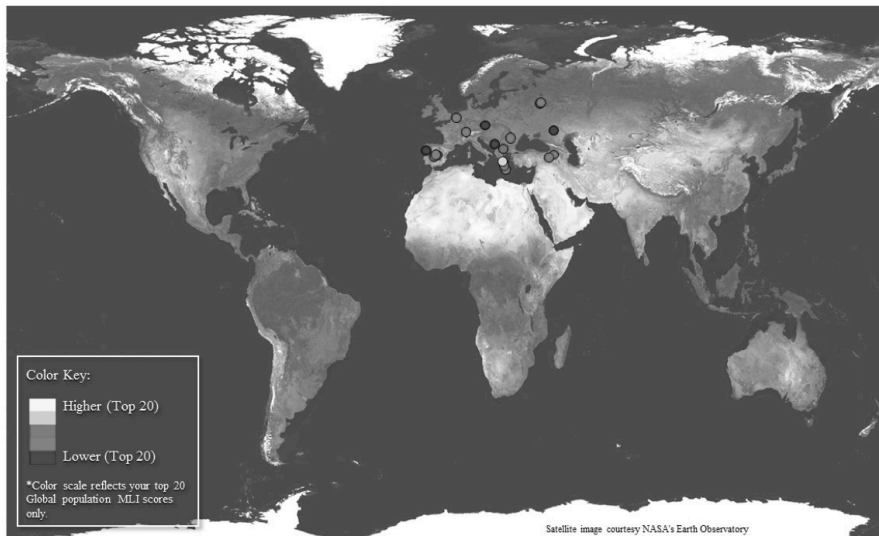 Color Key:
Higher (Top 20)
Lower (Top 20)
*Color scale reflects your top 20
Global population MLI scores
only.
Satellite image courtesy NASA's Earth Observatory